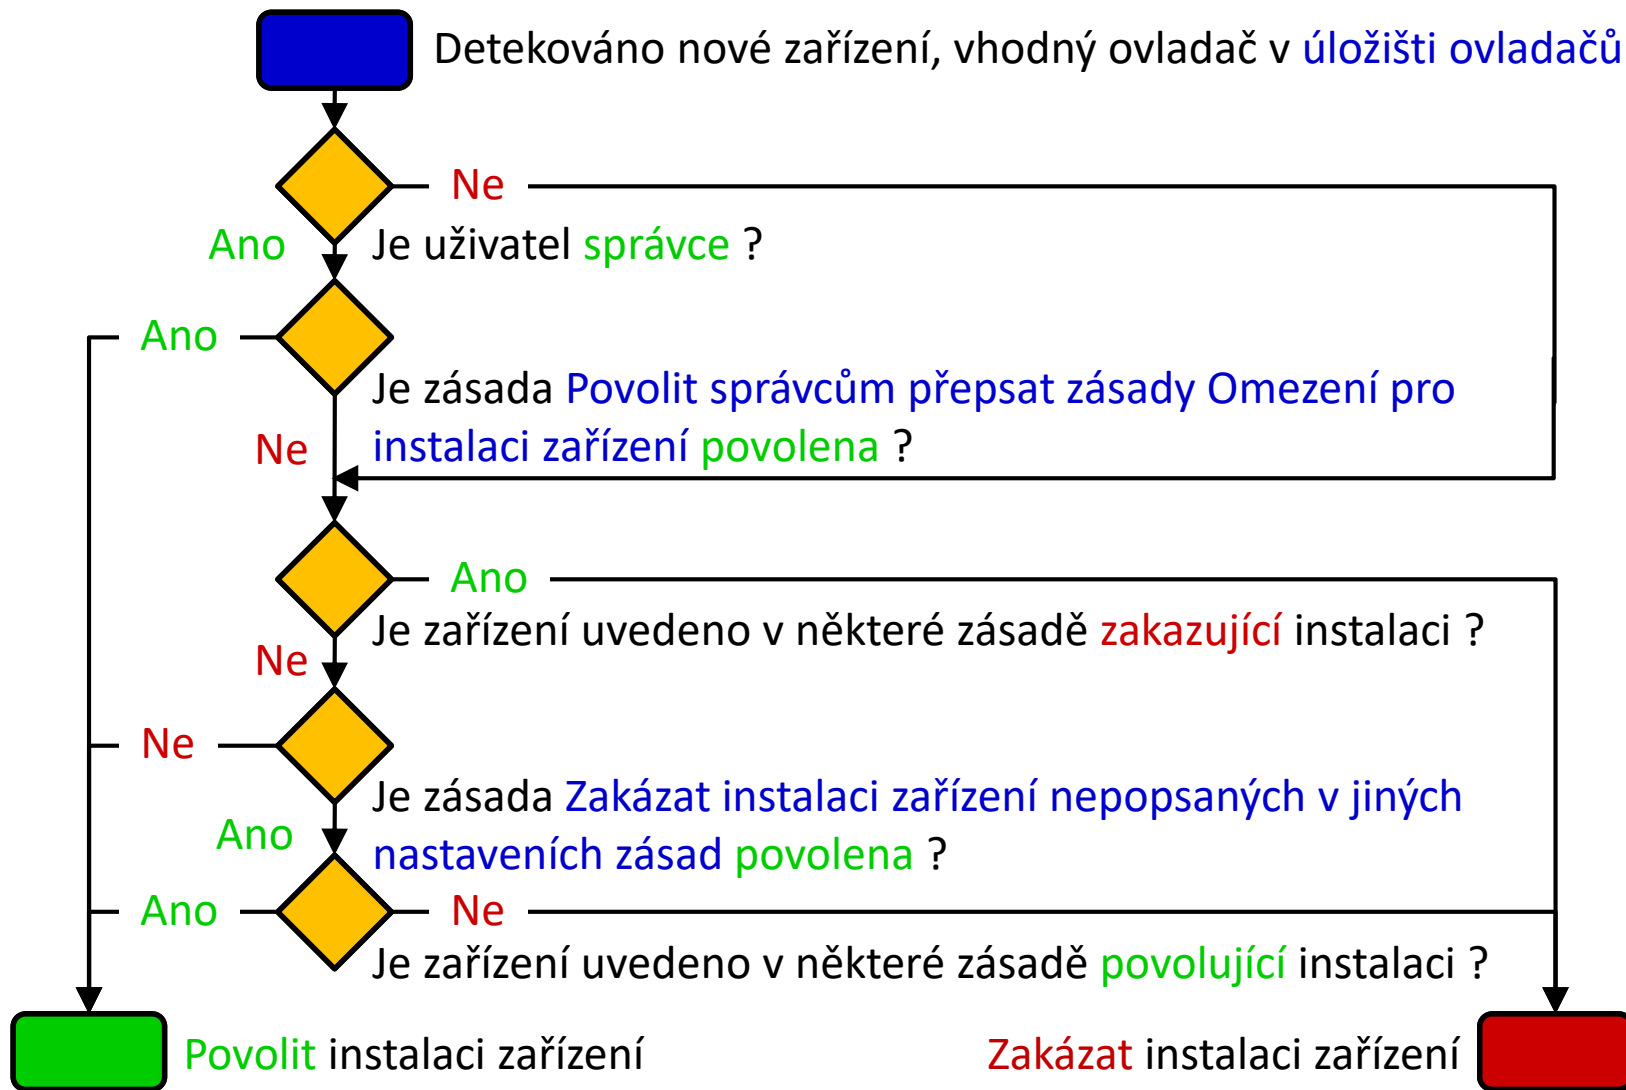 Detekováno nové zařízení, vhodný ovladač v úložišti ovladačů
Ne
Ano
Je uživatel správce ?
Ano
Je zásada Povolit správcům přepsat zásady Omezení pro
Ne
instalaci zařízení povolena ?
Ano
Je zařízení uvedeno v některé zásadě zakazující instalaci ?
Ne
Ne
Je zásada Zakázat instalaci zařízení nepopsaných v jiných
Ano
nastaveních zásad povolena ?
Ano
Ne
Je zařízení uvedeno v některé zásadě povolující instalaci ?
Povolit instalaci zařízení
Zakázat instalaci zařízení